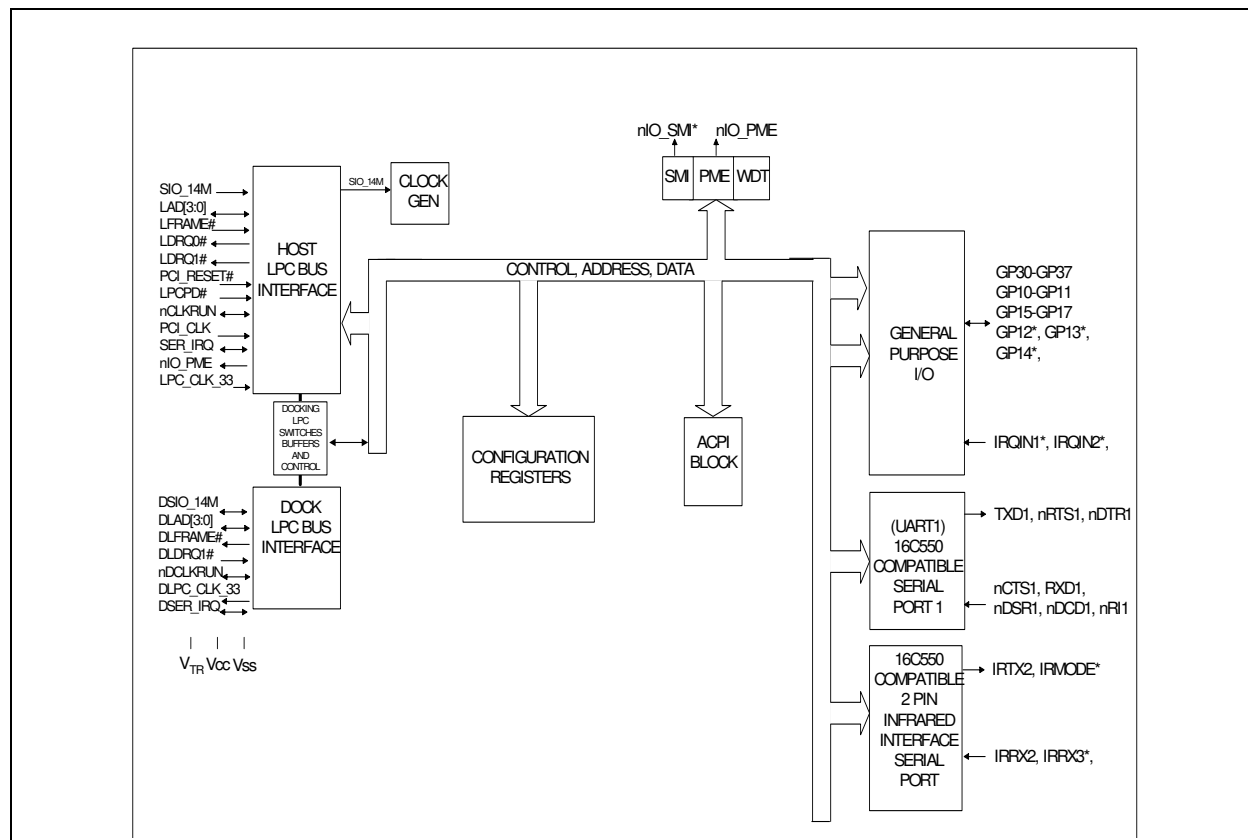 nIO_SMI* nIO_PME
SMI PME WDT
SIO_14M
LAD[3:0]
LFRAME#
LDRQ0#
LDRQ1#
PCI_RESET#
LPCPD#
nCLKRUN
PCI_CLK
SER_IRQ
nIO_PME
LPC_CLK_33
HOST
LPC BUS
INTERFACE
SIO_14M
CLOCK
GEN
CONTROL, ADDRESS, DATA
DOCKING
LPC
SWITCHES
BUFFERS
AND
CONTROL
DSIO_14M
DLAD[3:0]
DLFRAME#
DLDRQ1#
nDCLKRUN
DLPC_CLK_33
DSER_IRQ
DOCK
LPC BUS
INTERFACE
VTR Vcc Vss
CONFIGURATION
REGISTERS
ACPI
BLOCK
GENERAL
PURPOSE
I/O
GP30-GP37
GP10-GP11
GP15-GP17
GP12*, GP13*,
GP14*,
IRQIN1*, IRQIN2*,
(UART1)
16C550
COMPATIBLE
SERIAL
PORT 1
TXD1, nRTS1, nDTR1
nCTS1, RXD1,
nDSR1, nDCD1, nRI1
16C550
COMPATIBLE
2 PIN
INFRARED
INTERFACE
SERIAL
PORT
IRTX2, IRMODE*
IRRX2, IRRX3*,